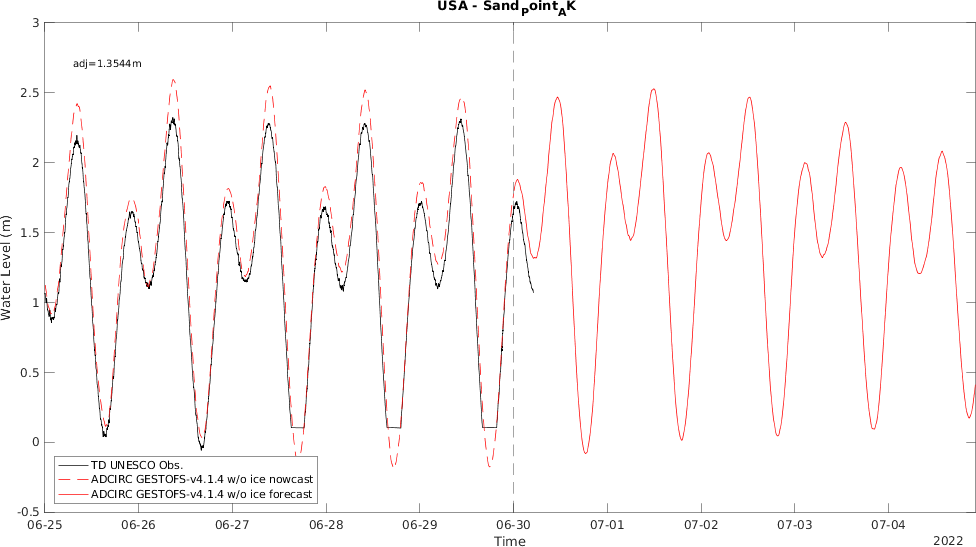 USA - Sand_Point_AK
adj=1.3544m
3
2.5
2
1.5
1
0.5
0
-0.5
Water Level (m)
TD UNESCO Obs.
ADCIRC GESTOFS-v4.1.4 w/o ice nowcast
ADCIRC GESTOFS-v4.1.4 w/o ice forecast
06-25 06-26 06-27 06-28 06-29 06-30 07-01 07-02 07-03 07-04
Time
2022